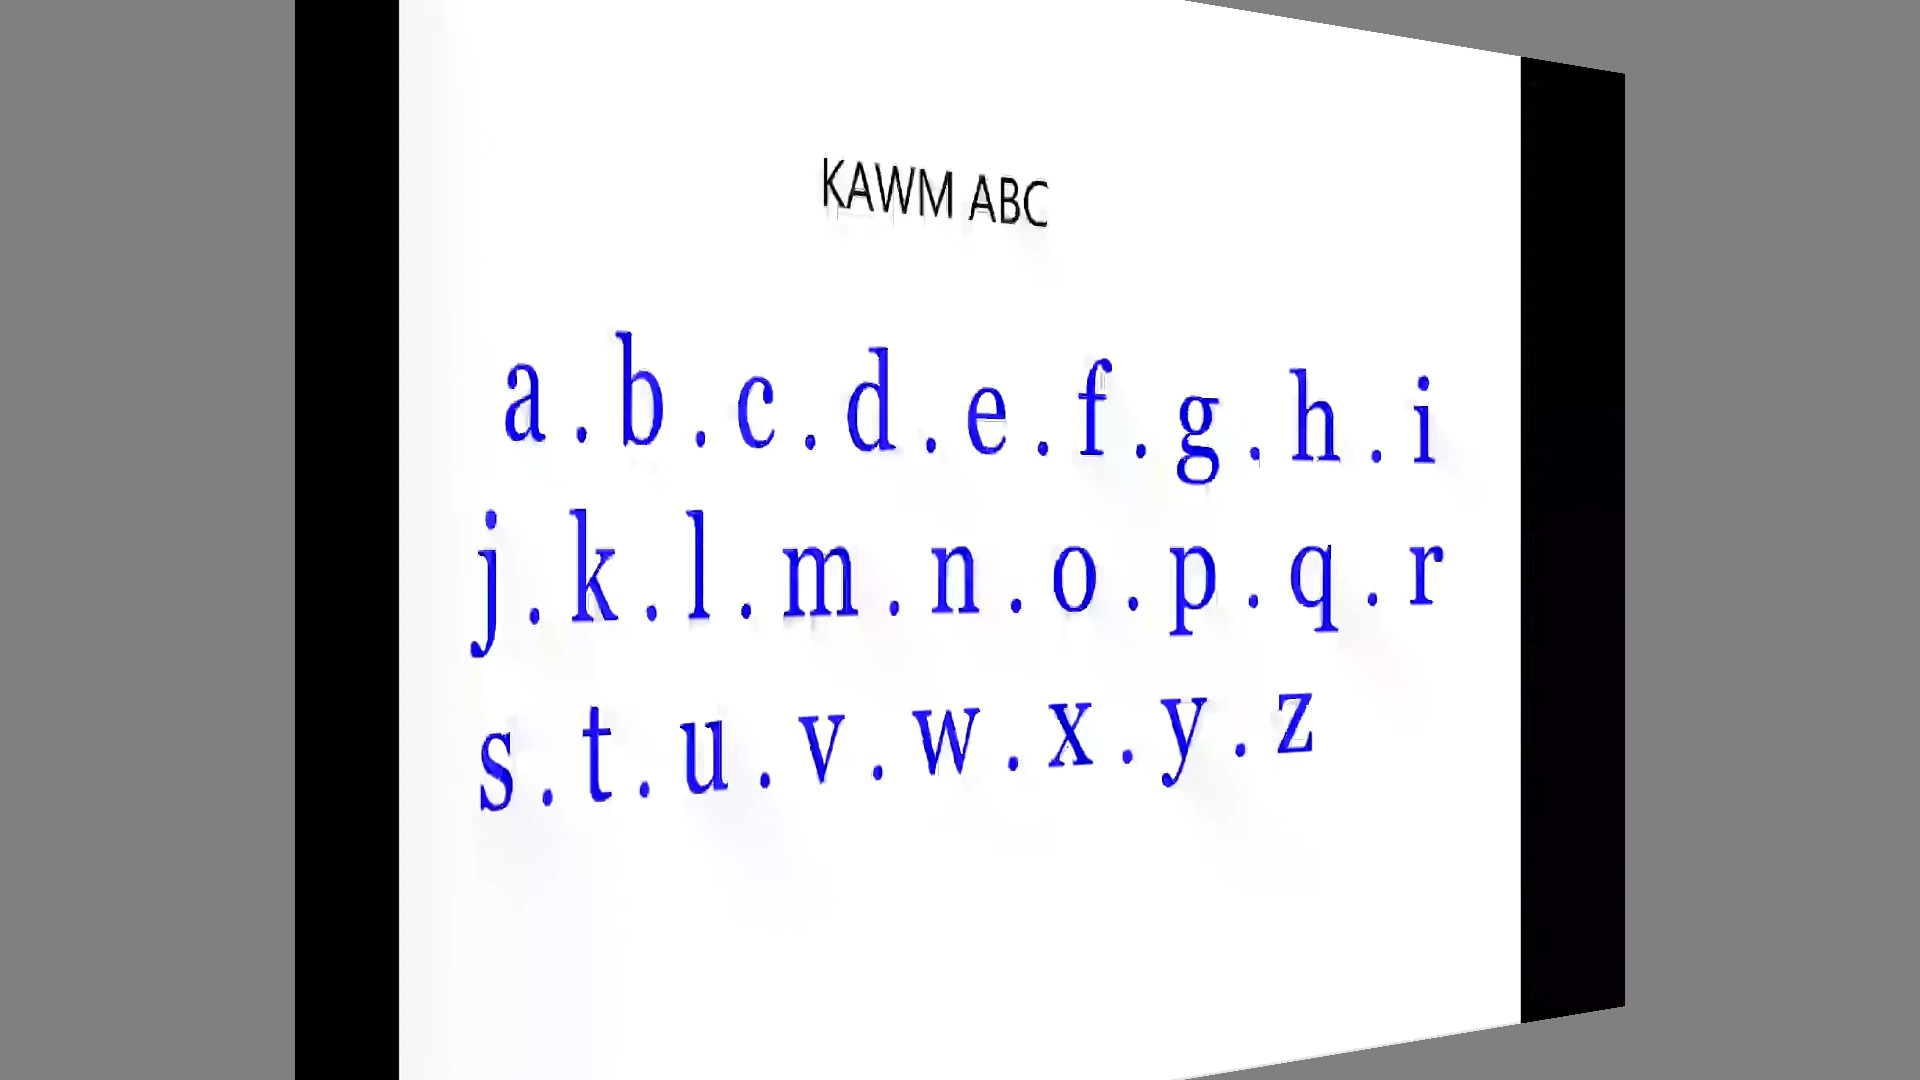 KAWM ABC
a . b . c . d . e . f . g . h . i
j . k . l . m . n . o . p . q . r
s . t . u . v . w . x . y . z